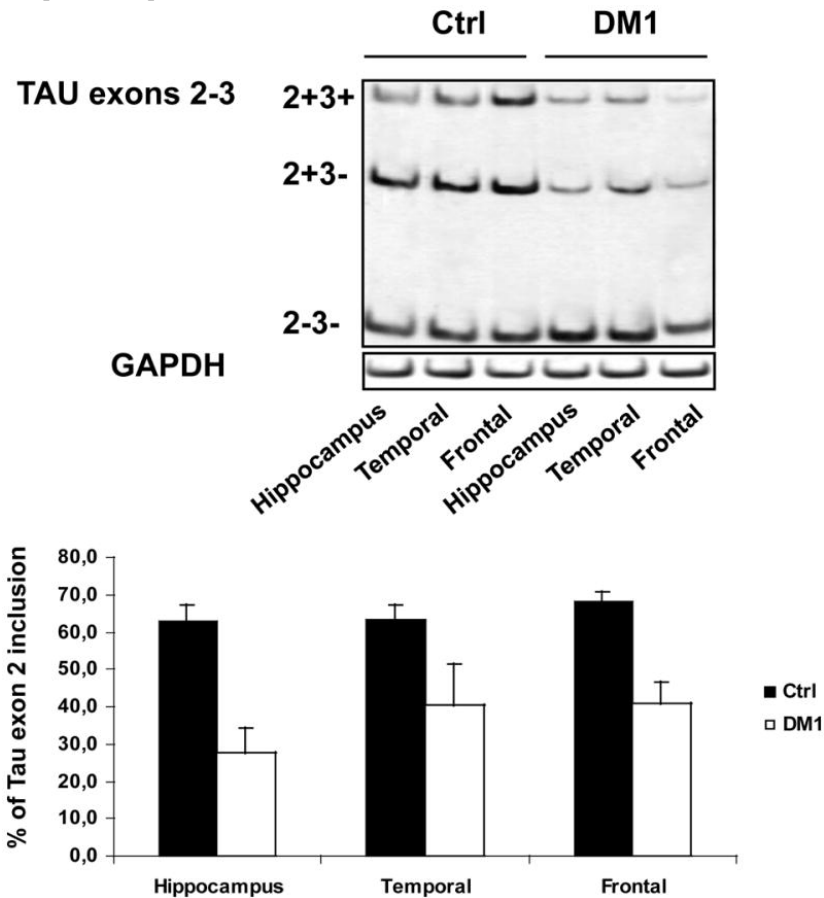 Ctrl DM1
TAU exons 2-3
2+3+
2+3-
2-3-
GAPDH
Hippocampus
Temporal
Frontal
Hippocampus
Temporal
Frontal
% of Tau exon 2 inclusion
80,0
70,0
60,0
50,0
40,0
30,0
20,0
10,0
0,0
Hippocampus Temporal Frontal
Ctrl
DM1